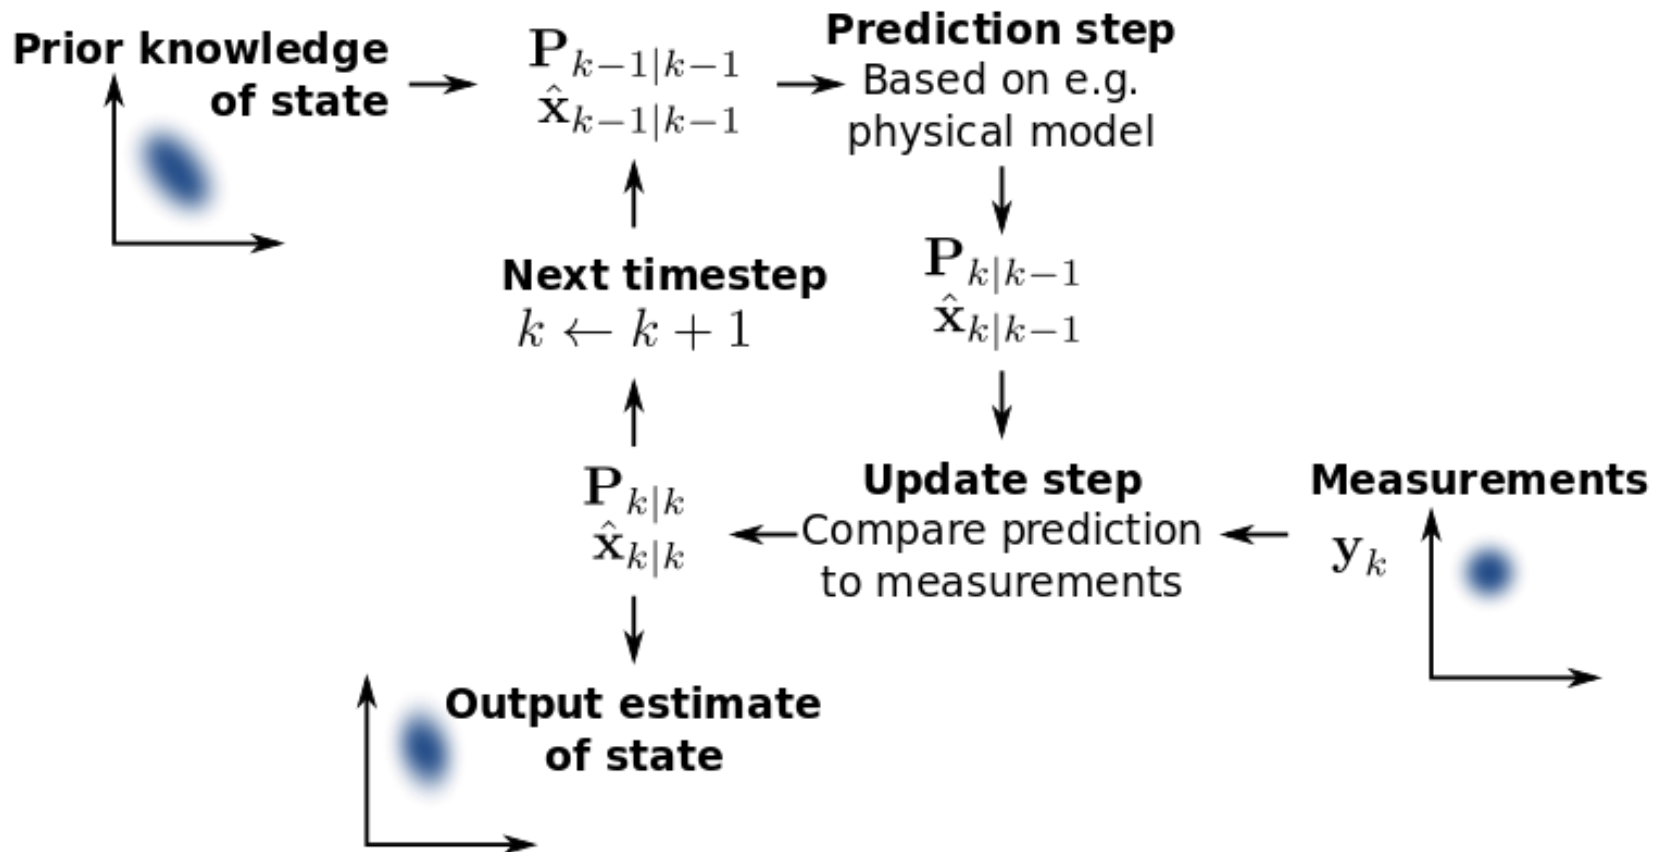 Prior knowledge
of state
P_{k−1|k−1}
x̂_{k−1|k−1}
Prediction step
Based on e.g.
physical model
Next timestep
k ← k + 1
P_{k|k−1}
x̂_{k|k−1}
P_{k|k}
x̂_{k|k}
Update step
Compare prediction
to measurements
Measurements
y_k
Output estimate
of state